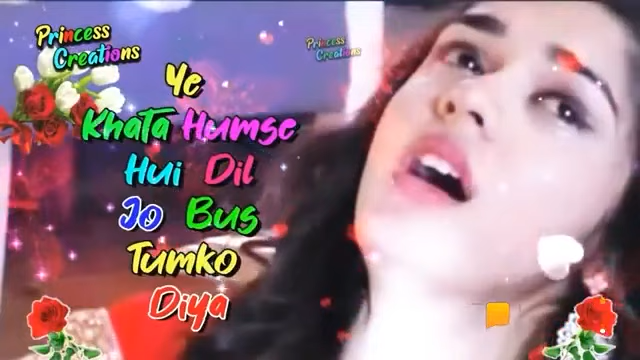 Princess
Creations
Princess
Creations
Ye
Khata Humse
Hui Dil
Jo Bus
Tumko
Diya